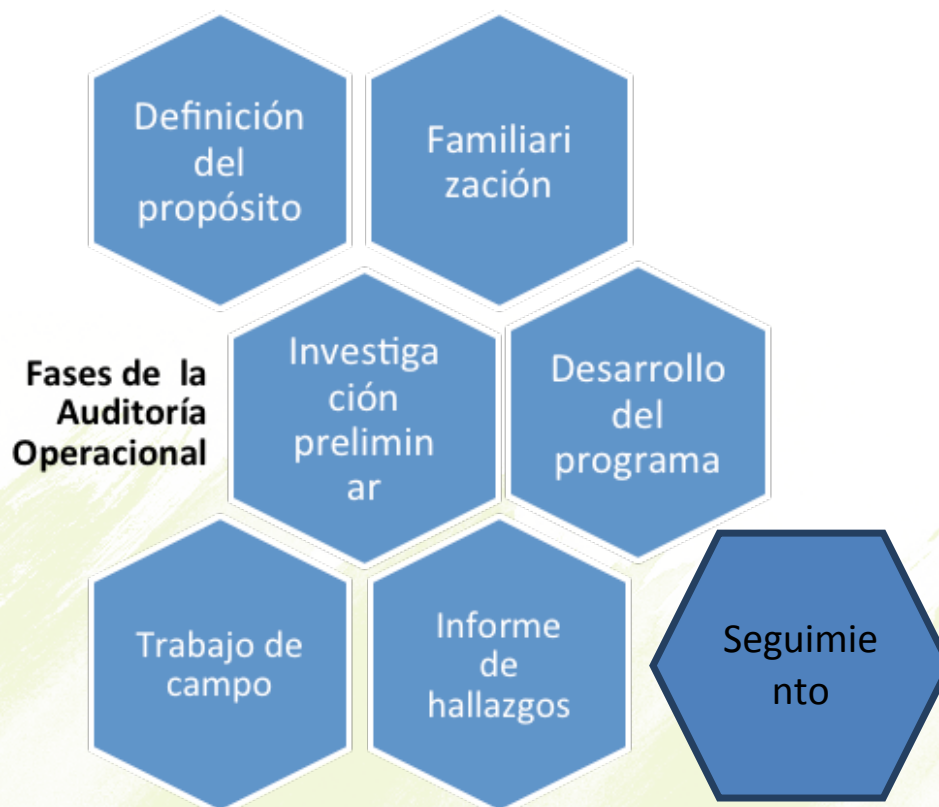 Definición
del
propósito
Familiari
zación
Fases de la
Auditoría
Operacional
Investiga
ción
prelimin
ar
Desarrollo
del
programa
Trabajo de
campo
Informe
de
hallazgos
Seguimie
nto